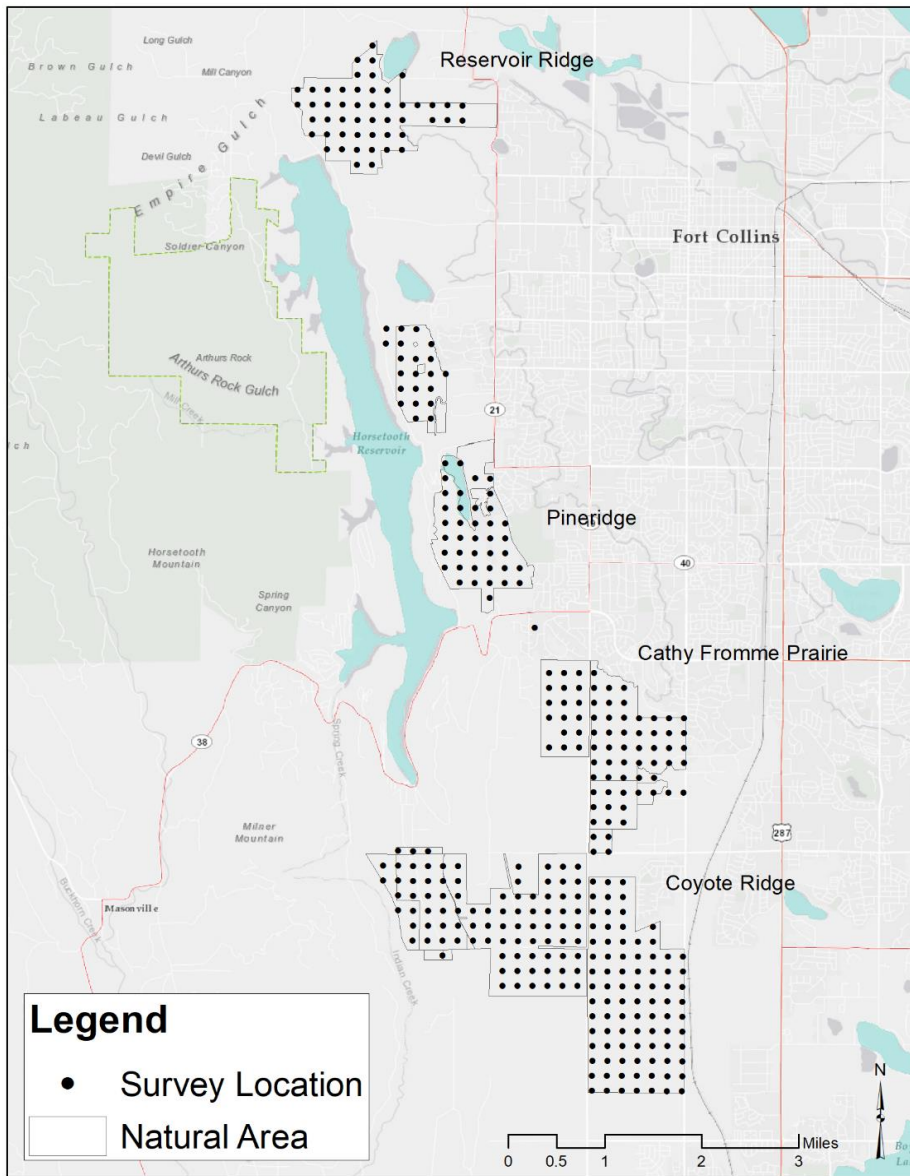 Long Gulch
Reservoir Ridge
Brown Gulch
Mill Canyon
Labeau Gulch
Empire Gulch
Devil Gulch
Soldier Canyon
Fort Collins
Arthurs Rock
Arthurs Rock Gulch
Mill Creek
21
Horsetooth
Reservoir
Pineridge
Horsetooth
Mountain
40
Spring
Canyon
Cathy Fromme Prairie
38
Spring Creek
Milner
Mountain
287
Coyote Ridge
Buckhorn Creek
Masonville
Indian Creek
Legend
Survey Location
Natural Area
N
Miles
0 0.5 1 2 3